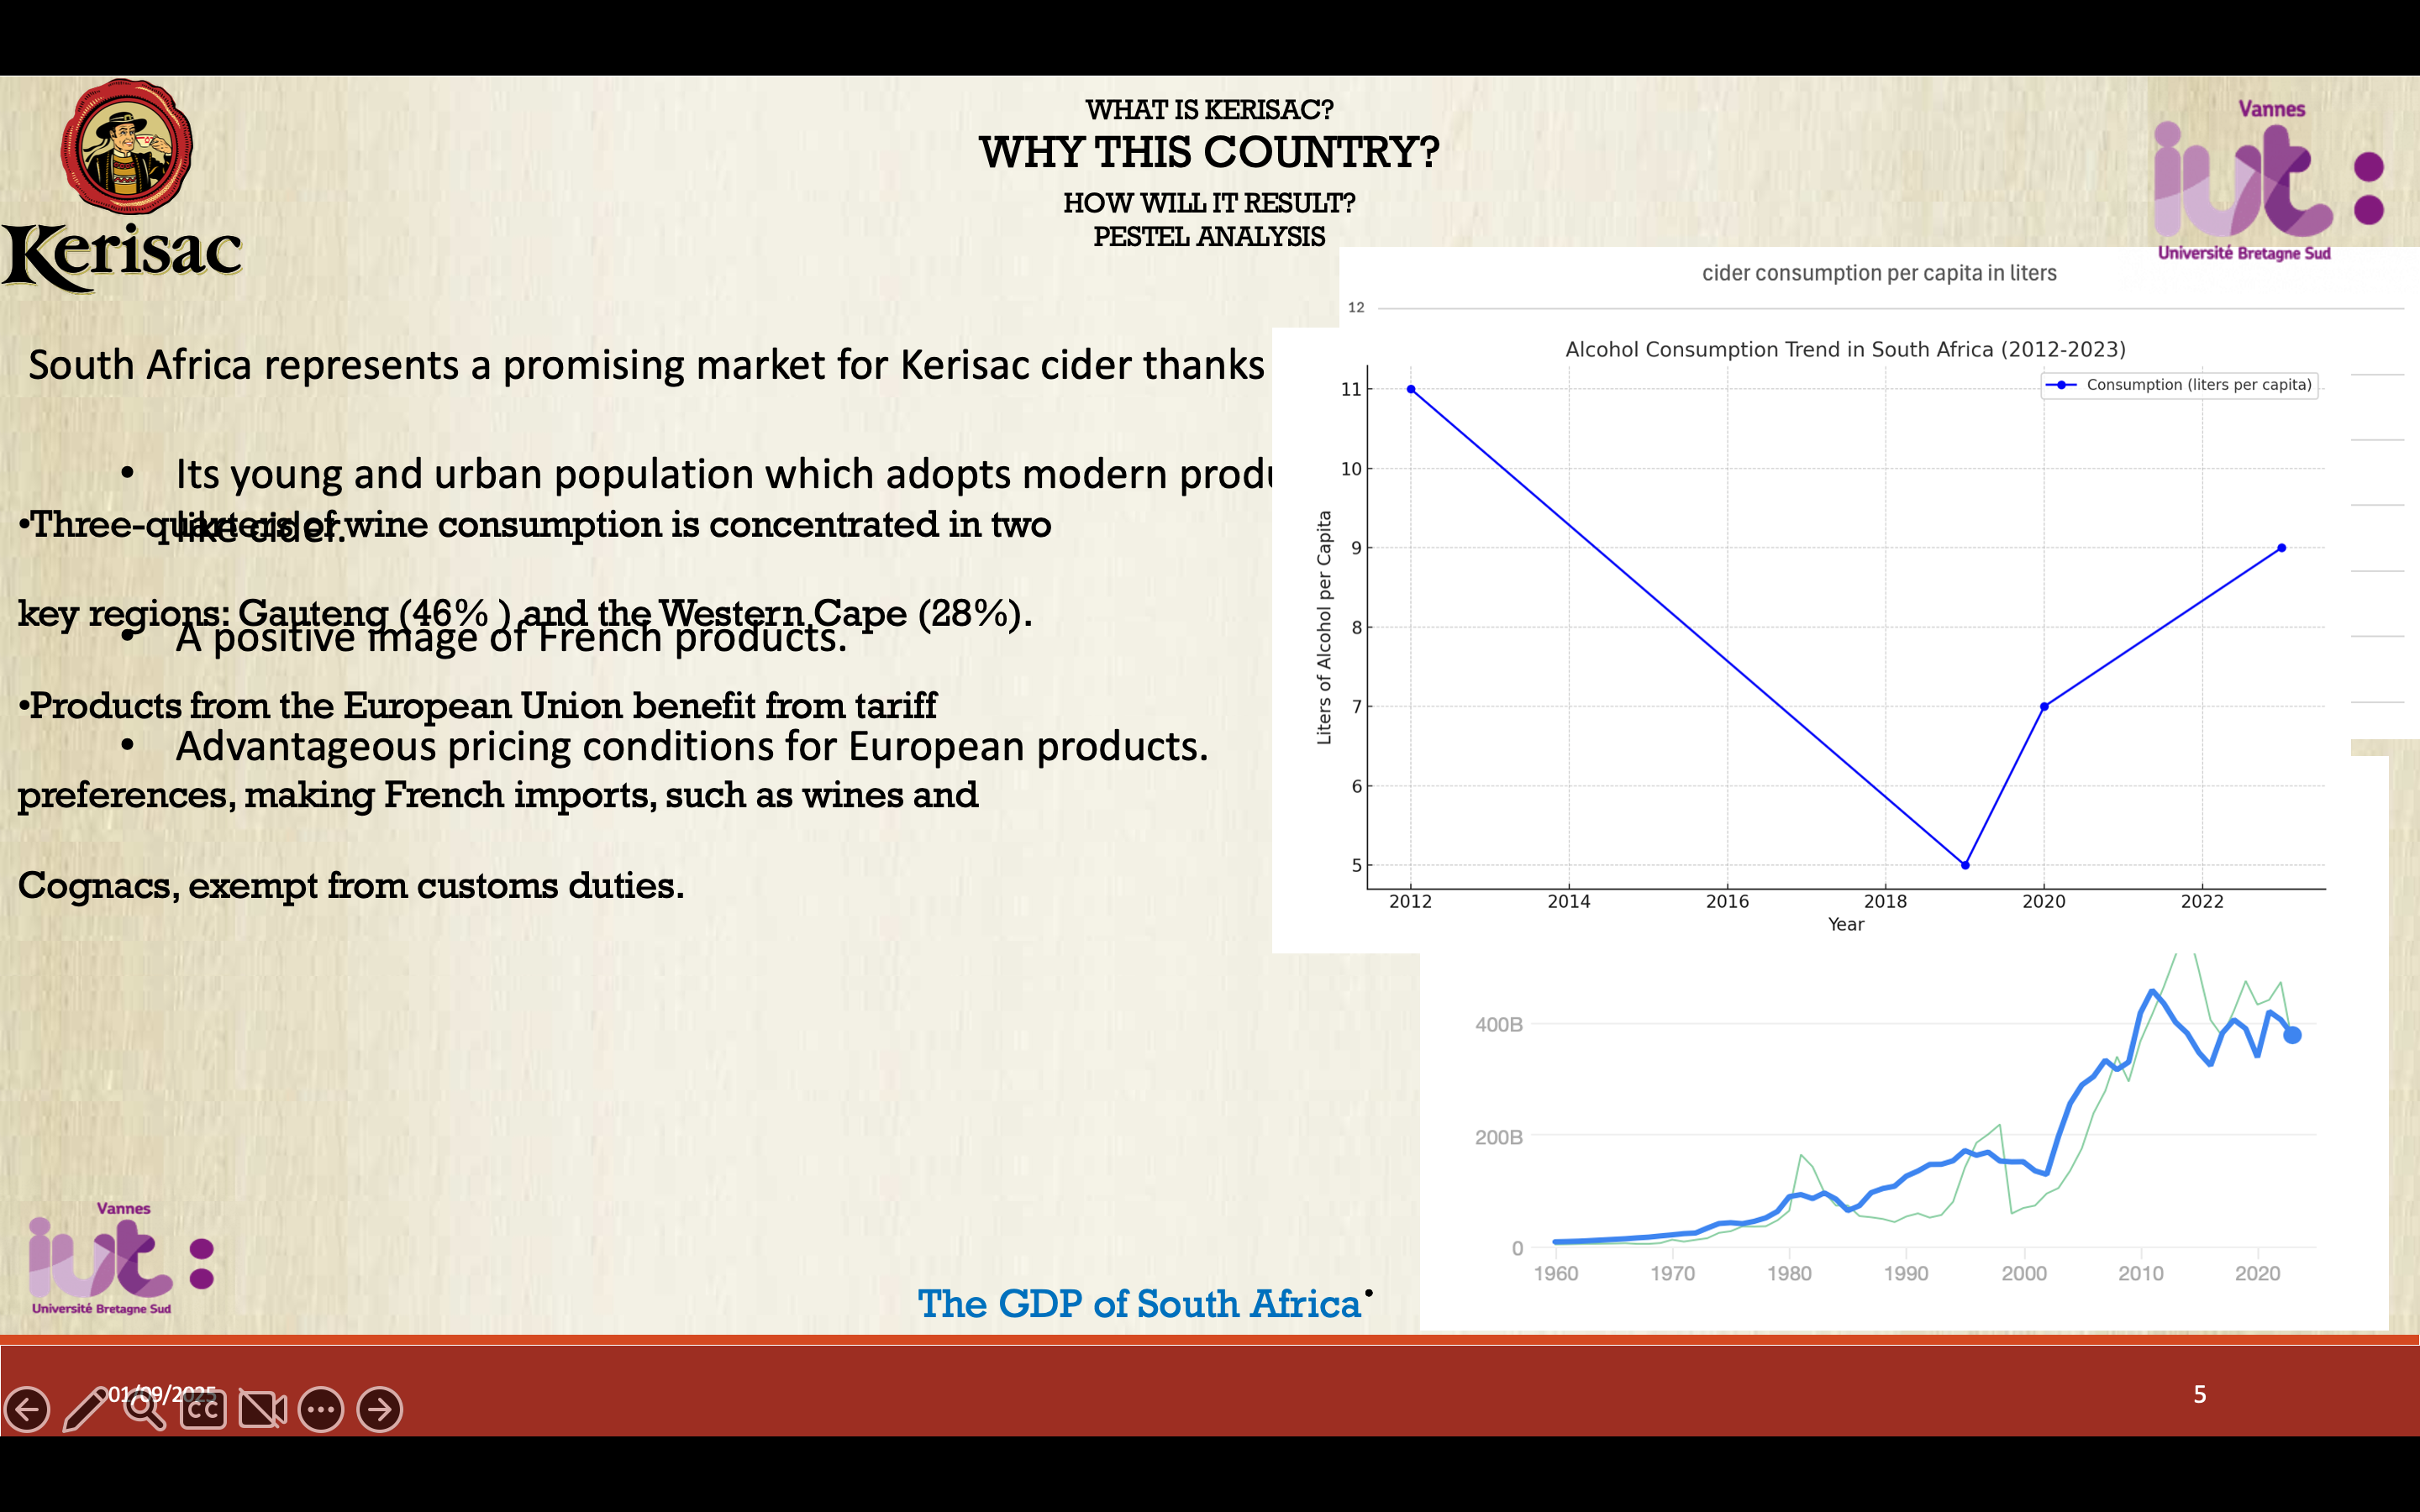 Kerisac
WHAT IS KERISAC?
WHY THIS COUNTRY?
HOW WILL IT RESULT?
PESTEL ANALYSIS
Vannes
iut:
Université Bretagne Sud
South Africa represents a promising market for Kerisac cider thanks
• Its young and urban population which adopts modern produ
like cider.
•Three-quarters of wine consumption is concentrated in two
key regions: Gauteng (46% ) and the Western Cape (28%).
• A positive image of French products.
•Products from the European Union benefit from tariff
• Advantageous pricing conditions for European products.
preferences, making French imports, such as wines and
Cognacs, exempt from customs duties.
cider consumption per capita in liters
12
Alcohol Consumption Trend in South Africa (2012-2023)
Consumption (liters per capita)
Liters of Alcohol per Capita
11
10
9
8
7
6
5
2012 2014 2016 2018 2020 2022
Year
400B
200B
0
1960 1970 1980 1990 2000 2010 2020
The GDP of South Africa•
Vannes
iut:
Université Bretagne Sud
01/09/2025
CC
5